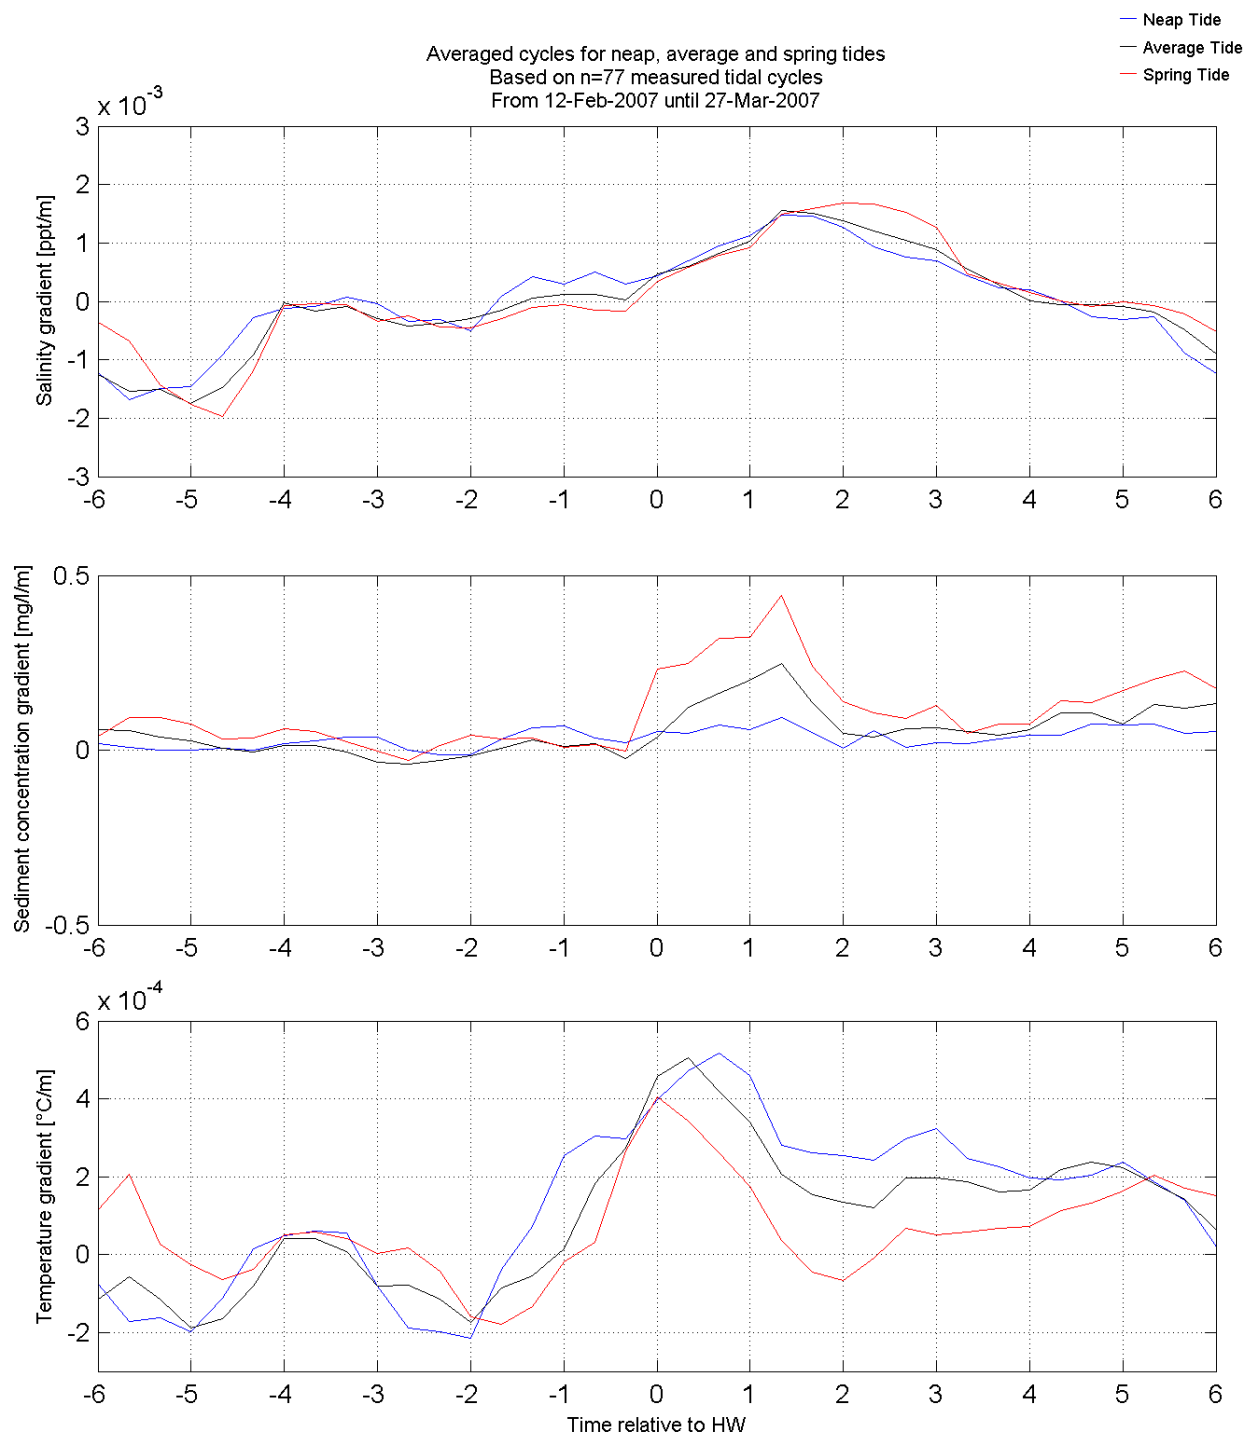 Neap Tide
Average Tide
Spring Tide
Averaged cycles for neap, average and spring tides
Based on n=77 measured tidal cycles
From 12-Feb-2007 until 27-Mar-2007
x 10^-3
3
2
1
0
-1
-2
-3
Salinity gradient [ppt/m]
-6 -5 -4 -3 -2 -1 0 1 2 3 4 5 6
0.5
0
-0.5
Sediment concentration gradient [mg/l/m]
-6 -5 -4 -3 -2 -1 0 1 2 3 4 5 6
x 10^-4
6
4
2
0
-2
Temperature gradient [°C/m]
-6 -5 -4 -3 -2 -1 0 1 2 3 4 5 6
Time relative to HW